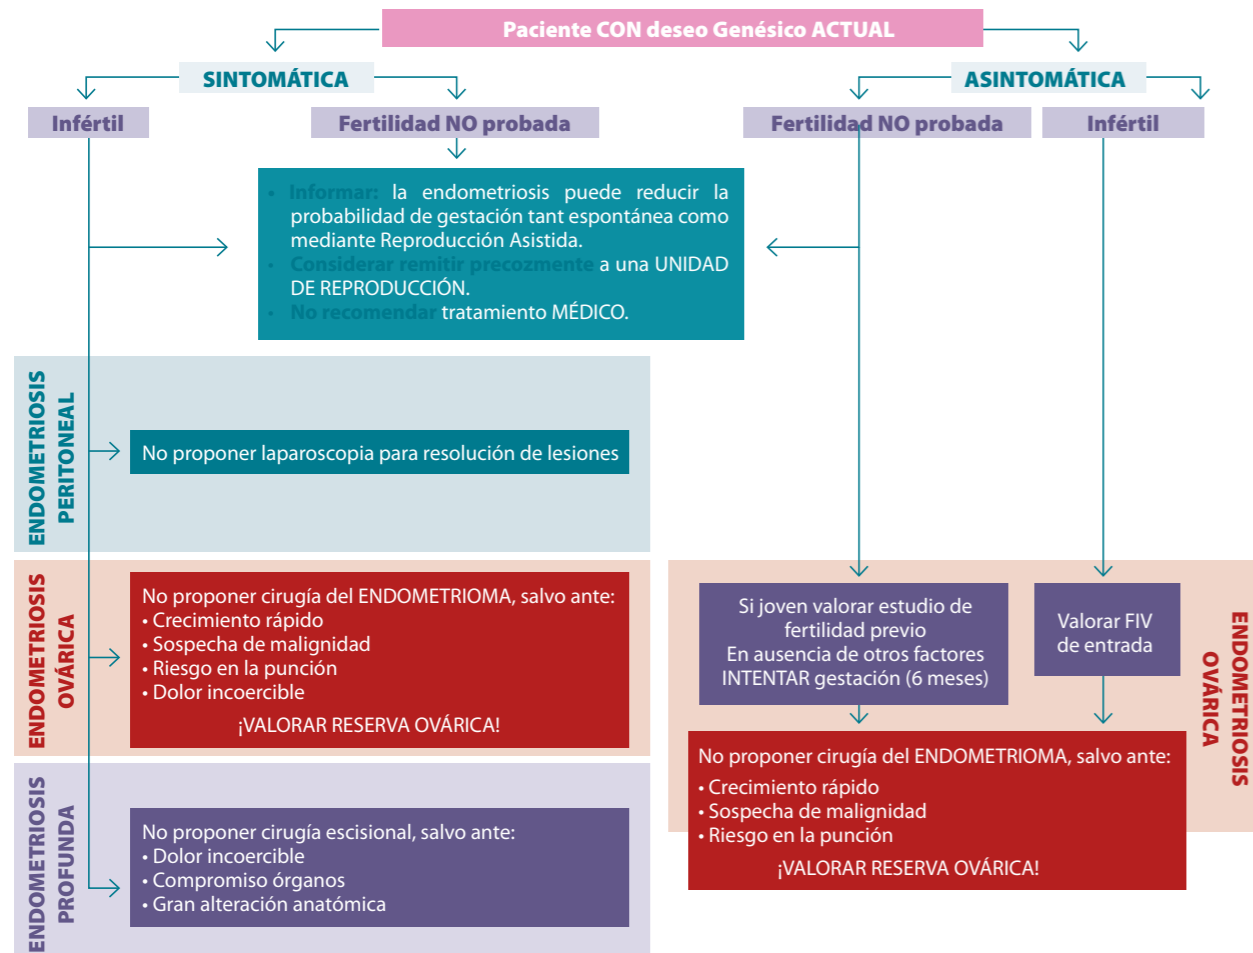 Paciente CON deseo Genésico ACTUAL
SINTOMÁTICA
ASINTOMÁTICA
Infértil
Fertilidad NO probada
Fertilidad NO probada
Infértil
• Informar: la endometriosis puede reducir la
probabilidad de gestación tant espontánea como
mediante Reproducción Asistida.
• Considerar remitir precozmente a una UNIDAD
DE REPRODUCCIÓN.
• No recomendar tratamiento MÉDICO.
ENDOMETRIOSIS
PERITONEAL
No proponer laparoscopia para resolución de lesiones
ENDOMETRIOSIS
OVÁRICA
No proponer cirugía del ENDOMETRIOMA, salvo ante:
• Crecimiento rápido
• Sospecha de malignidad
• Riesgo en la punción
• Dolor incoercible
¡VALORAR RESERVA OVÁRICA!
ENDOMETRIOSIS
PROFUNDA
No proponer cirugía escisional, salvo ante:
• Dolor incoercible
• Compromiso órganos
• Gran alteración anatómica
Si joven valorar estudio de
fertilidad previo
En ausencia de otros factores
INTENTAR gestación (6 meses)
Valorar FIV
de entrada
ENDOMETRIOSIS
OVÁRICA
No proponer cirugía del ENDOMETRIOMA, salvo ante:
• Crecimiento rápido
• Sospecha de malignidad
• Riesgo en la punción
¡VALORAR RESERVA OVÁRICA!